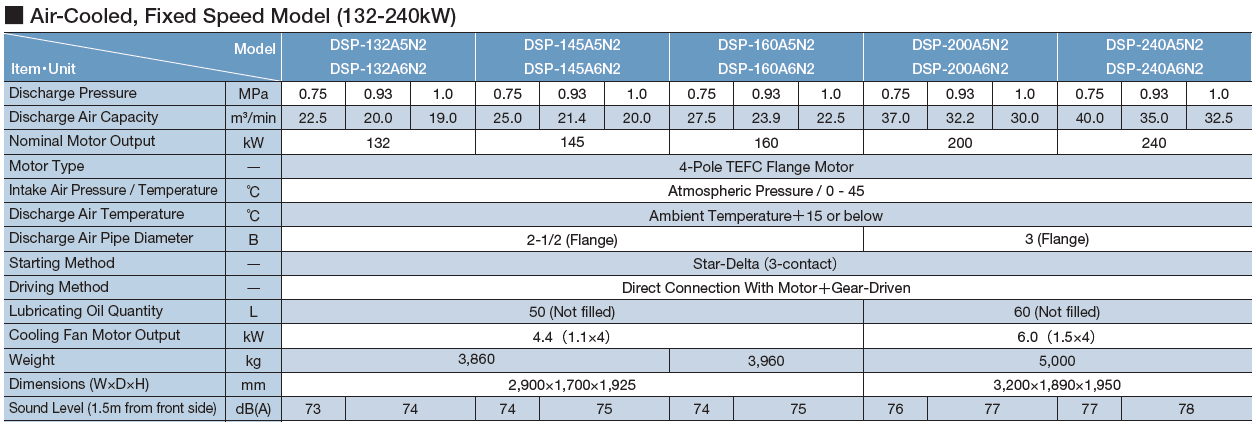 ■ Air-Cooled, Fixed Speed Model (132-240kW)
Model DSP-132A5N2 DSP-145A5N2 DSP-160A5N2 DSP-200A5N2 DSP-240A5N2
Item・Unit DSP-132A6N2 DSP-145A6N2 DSP-160A6N2 DSP-200A6N2 DSP-240A6N2
Discharge Pressure MPa 0.75 0.93 1.0 0.75 0.93 1.0 0.75 0.93 1.0 0.75 0.93 1.0 0.75 0.93 1.0
Discharge Air Capacity m³/min 22.5 20.0 19.0 25.0 21.4 20.0 27.5 23.9 22.5 37.0 32.2 30.0 40.0 35.0 32.5
Nominal Motor Output kW 132 145 160 200 240
Motor Type — 4-Pole TEFC Flange Motor
Intake Air Pressure / Temperature ℃ Atmospheric Pressure / 0 - 45
Discharge Air Temperature ℃ Ambient Temperature＋15 or below
Discharge Air Pipe Diameter B 2-1/2 (Flange) 3 (Flange)
Starting Method — Star-Delta (3-contact)
Driving Method — Direct Connection With Motor＋Gear-Driven
Lubricating Oil Quantity L 50 (Not filled) 60 (Not filled)
Cooling Fan Motor Output kW 4.4（1.1×4） 6.0（1.5×4）
Weight kg 3,860 3,960 5,000
Dimensions (W×D×H) mm 2,900×1,700×1,925 3,200×1,890×1,950
Sound Level (1.5m from front side) dB(A) 73 74 74 75 74 75 76 77 77 78